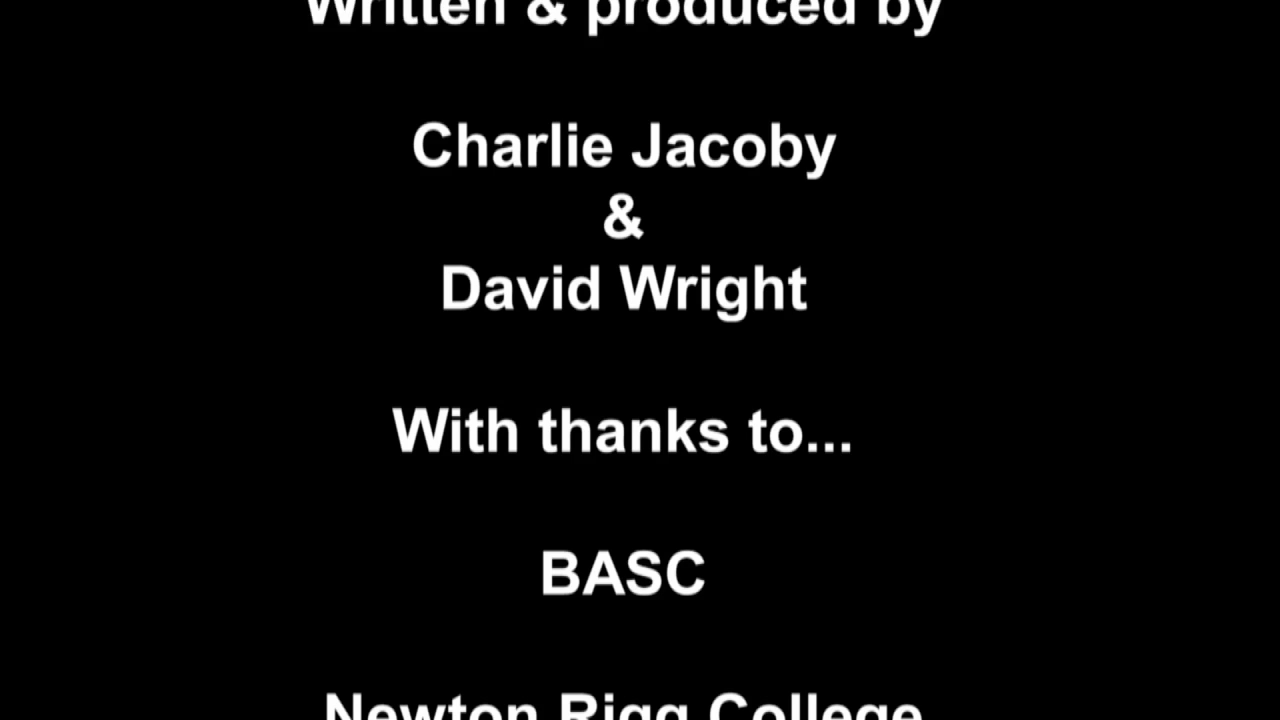 Written & produced by
Charlie Jacoby
&
David Wright
With thanks to...
BASC
Newton Rigg College